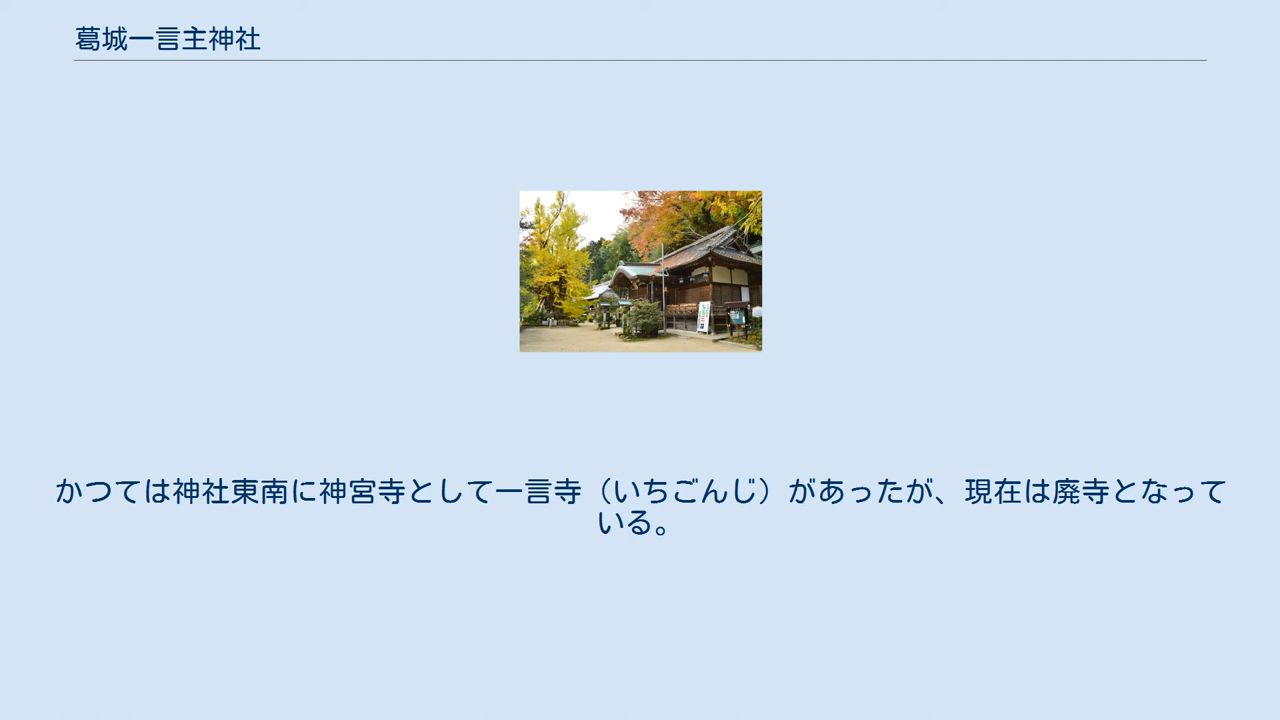 葛城一言主神社
かつては神社東南に神宮寺として一言寺（いちごんじ）があったが、現在は廃寺となって
いる。